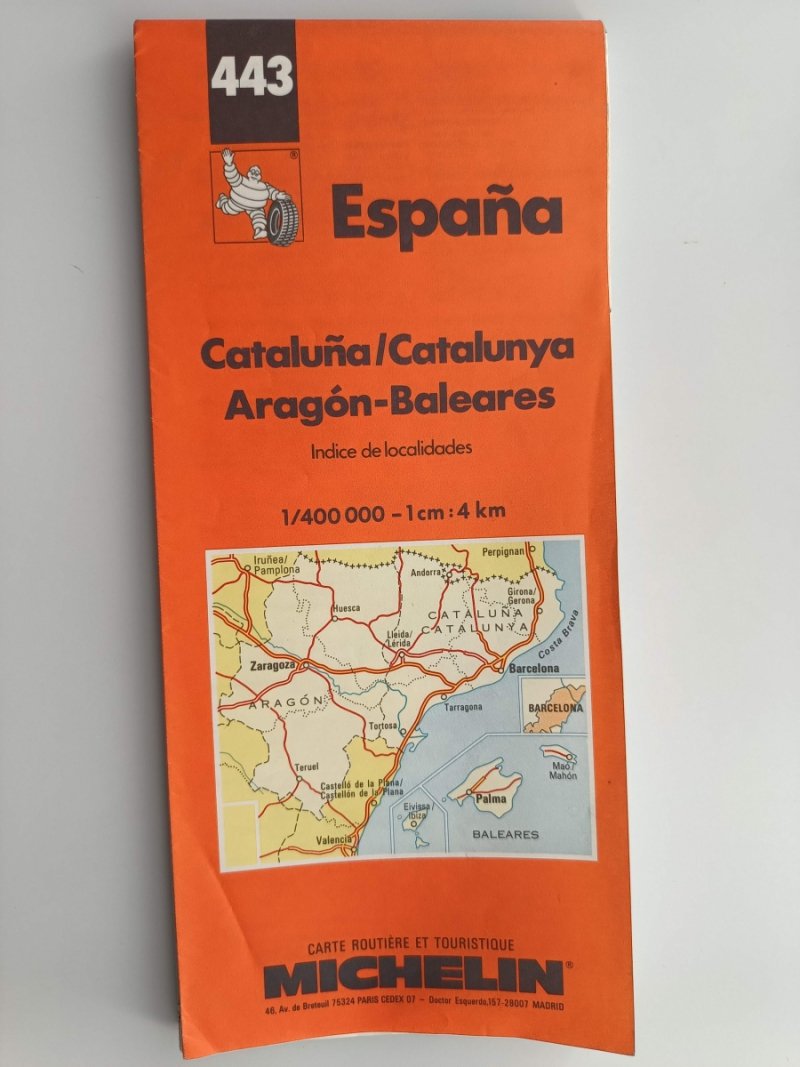 443
®
España
Cataluña/Catalunya
Aragón-Baleares
Indice de localidades
1/400 000 - 1 cm : 4 km
Iruñea/
Pamplona
Perpignan
Andorra
Huesca
Girona/
Gerona
CATALUÑA
CATALUNYA
Costa Brava
Lleida/
Lérida
Zaragoza
Barcelona
ARAGÓN
Tarragona
BARCELONA
Tortosa
Teruel
Maó/
Mahón
Castelló de la Plana/
Castellón de la Plana
Palma
Eivissa/
Ibiza
BALEARES
Valencia
CARTE ROUTIÈRE ET TOURISTIQUE
MICHELIN®
46, Av. de Breteuil 75324 PARIS CEDEX 07 - Doctor Esquerdo, 157-28007 MADRID